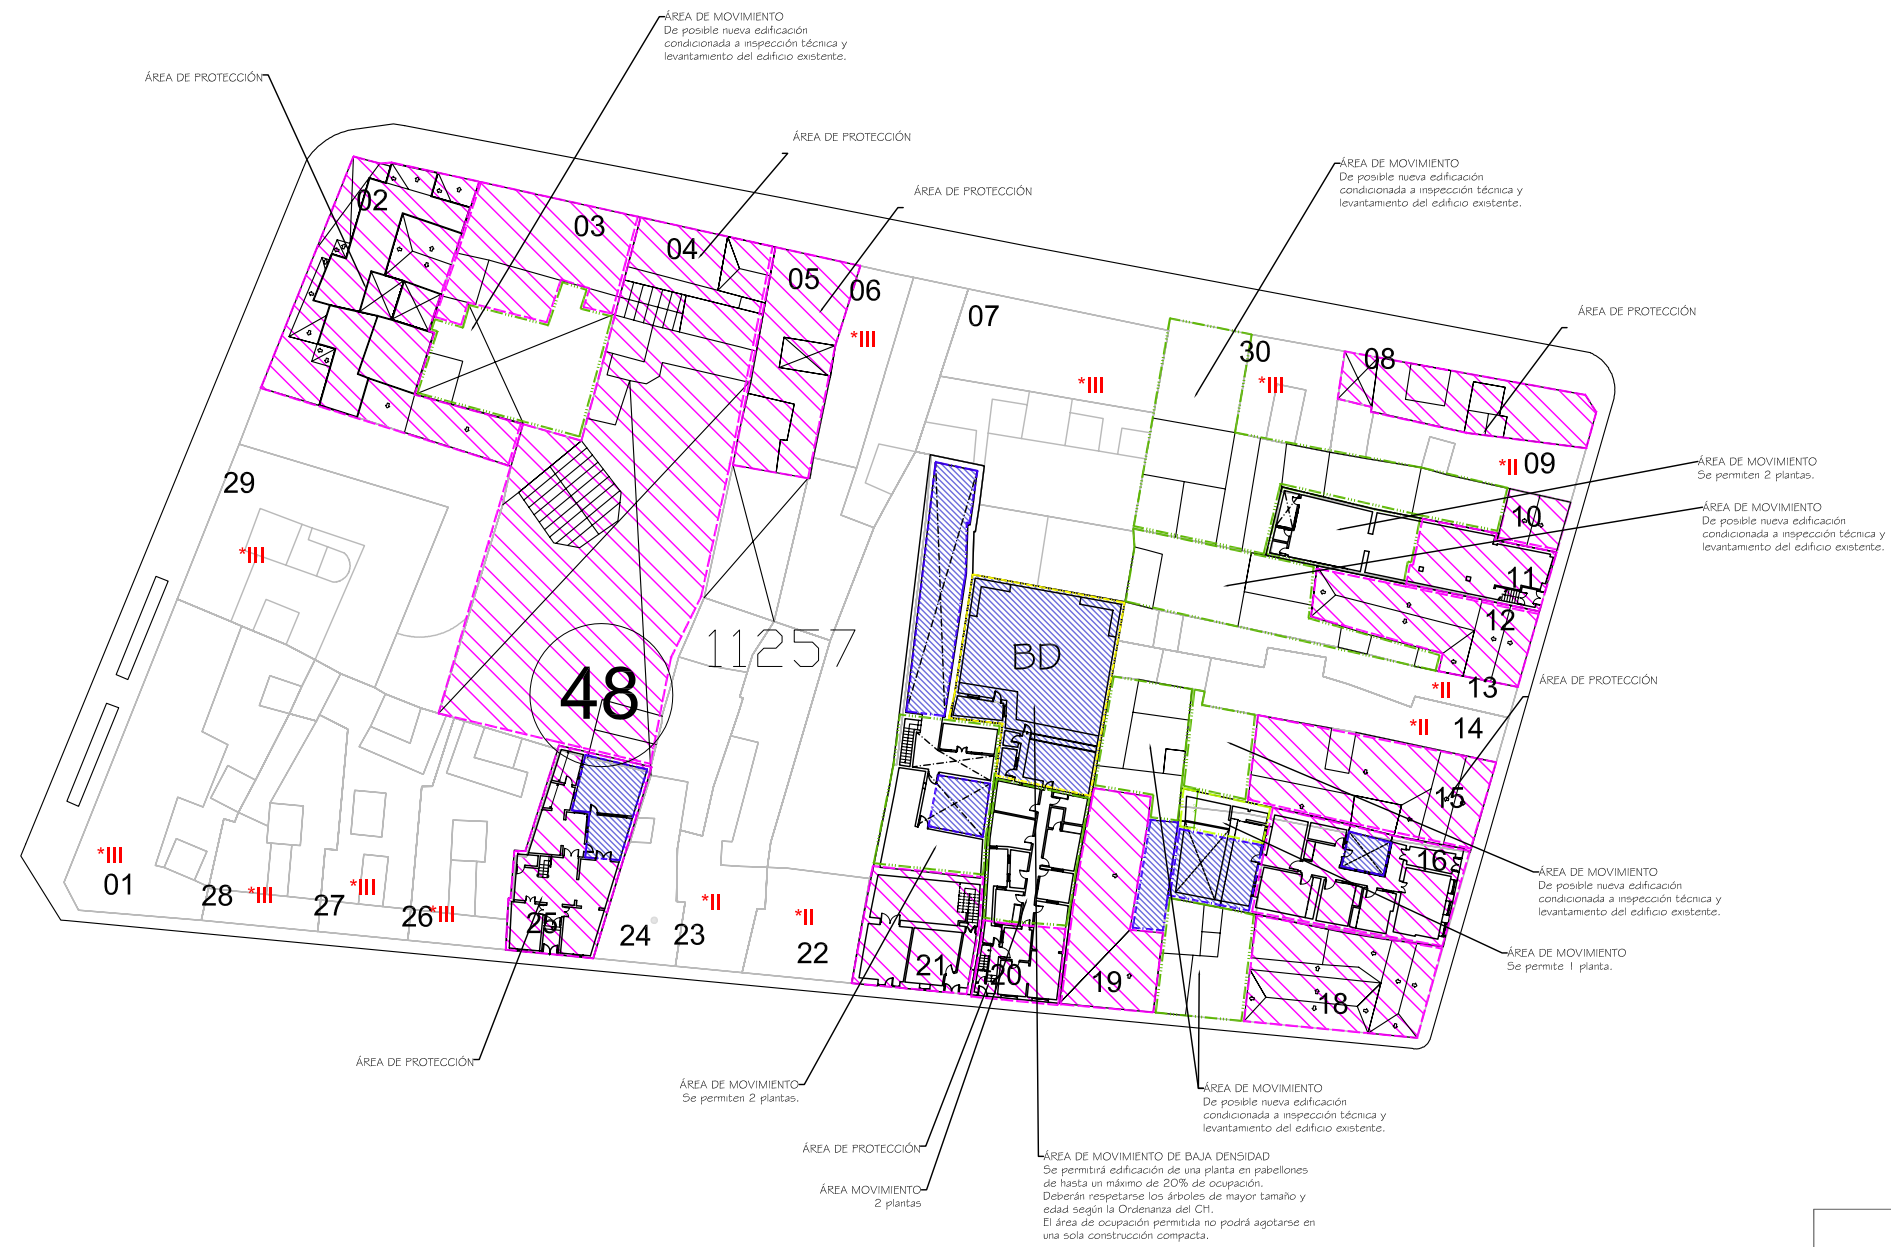 ÁREA DE MOVIMIENTO
De posible nueva edificación
condicionada a inspección técnica y
levantamiento del edificio existente.
ÁREA DE PROTECCIÓN
ÁREA DE PROTECCIÓN
ÁREA DE PROTECCIÓN
ÁREA DE MOVIMIENTO
De posible nueva edificación
condicionada a inspección técnica y
levantamiento del edificio existente.
ÁREA DE PROTECCIÓN
02
03
04
05
06
*III
07
*III
30
*III
08
*II 09
ÁREA DE MOVIMIENTO
Se permiten 2 plantas.
10
ÁREA DE MOVIMIENTO
De posible nueva edificación
condicionada a inspección técnica y
levantamiento del edificio existente.
29
*III
11
12
11257
BD
48
*II 13
ÁREA DE PROTECCIÓN
*II 14
15
16
*III
01
28 *III
27 *III
26 *III
25
24
*II
23
*II
22
21
20
19
18
ÁREA DE MOVIMIENTO
De posible nueva edificación
condicionada a inspección técnica y
levantamiento del edificio existente.
ÁREA DE MOVIMIENTO
Se permite 1 planta.
ÁREA DE PROTECCIÓN
ÁREA DE MOVIMIENTO
Se permiten 2 plantas.
ÁREA DE MOVIMIENTO
De posible nueva edificación
condicionada a inspección técnica y
levantamiento del edificio existente.
ÁREA DE PROTECCIÓN
ÁREA MOVIMIENTO
2 plantas
ÁREA DE MOVIMIENTO DE BAJA DENSIDAD
Se permitirá edificación de una planta en pabellones
de hasta un máximo de 20% de ocupación.
Deberán respetarse los árboles de mayor tamaño y
edad según la Ordenanza del CH.
El área de ocupación permitida no podrá agotarse en
una sola construcción compacta.